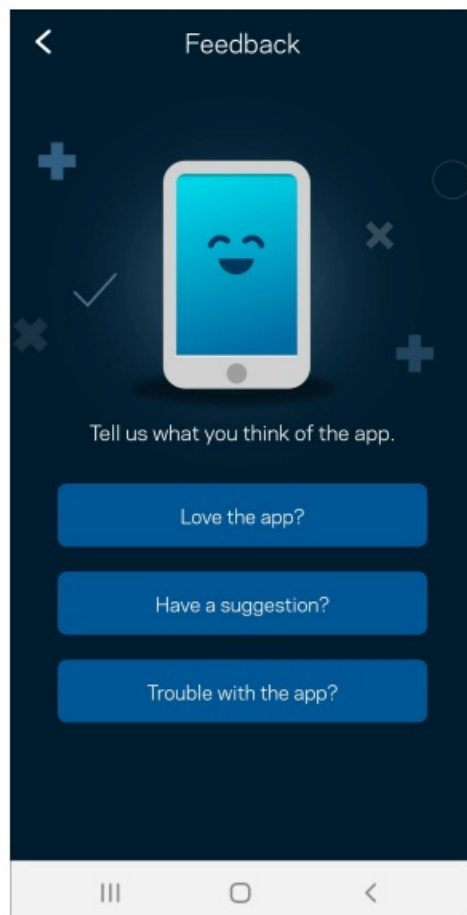 Feedback
Tell us what you think of the app.
Love the app?
Have a suggestion?
Trouble with the app?